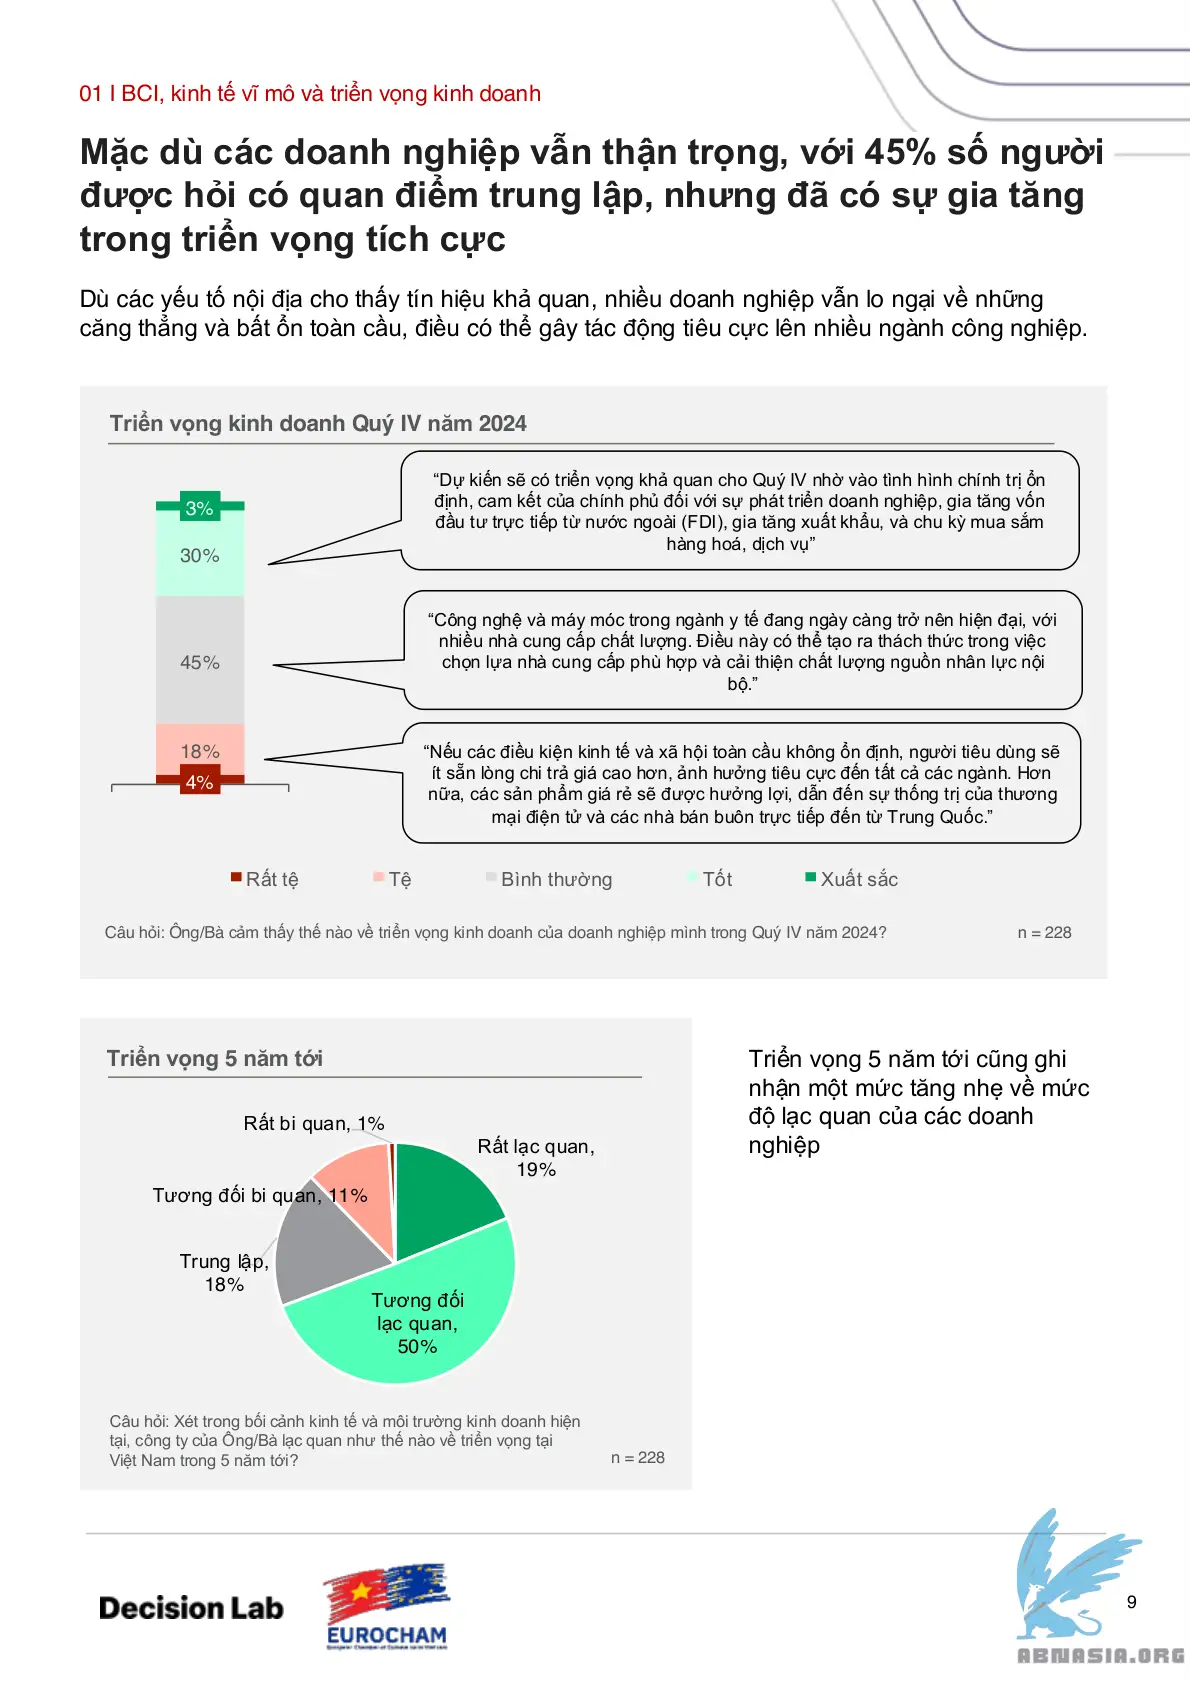 01 I BCI, kinh tế vĩ mô và triển vọng kinh doanh
Mặc dù các doanh nghiệp vẫn thận trọng, với 45% số người
được hỏi có quan điểm trung lập, nhưng đã có sự gia tăng
trong triển vọng tích cực
Dù các yếu tố nội địa cho thấy tín hiệu khả quan, nhiều doanh nghiệp vẫn lo ngại về những
căng thẳng và bất ổn toàn cầu, điều có thể gây tác động tiêu cực lên nhiều ngành công nghiệp.
Triển vọng kinh doanh Quý IV năm 2024
3%
30%
45%
18%
4%
“Dự kiến sẽ có triển vọng khả quan cho Quý IV nhờ vào tình hình chính trị ổn
định, cam kết của chính phủ đối với sự phát triển doanh nghiệp, gia tăng vốn
đầu tư trực tiếp từ nước ngoài (FDI), gia tăng xuất khẩu, và chu kỳ mua sắm
hàng hoá, dịch vụ”
“Công nghệ và máy móc trong ngành y tế đang ngày càng trở nên hiện đại, với
nhiều nhà cung cấp chất lượng. Điều này có thể tạo ra thách thức trong việc
chọn lựa nhà cung cấp phù hợp và cải thiện chất lượng nguồn nhân lực nội
bộ.”
“Nếu các điều kiện kinh tế và xã hội toàn cầu không ổn định, người tiêu dùng sẽ
ít sẵn lòng chi trả giá cao hơn, ảnh hưởng tiêu cực đến tất cả các ngành. Hơn
nữa, các sản phẩm giá rẻ sẽ được hưởng lợi, dẫn đến sự thống trị của thương
mại điện tử và các nhà bán buôn trực tiếp đến từ Trung Quốc.”
Rất tệ Tệ Bình thường Tốt Xuất sắc
Câu hỏi: Ông/Bà cảm thấy thế nào về triển vọng kinh doanh của doanh nghiệp mình trong Quý IV năm 2024? n = 228
Triển vọng 5 năm tới
Rất bi quan, 1%
Rất lạc quan,
19%
Tương đối bi quan, 11%
Trung lập,
18%
Tương đối
lạc quan,
50%
Câu hỏi: Xét trong bối cảnh kinh tế và môi trường kinh doanh hiện
tại, công ty của Ông/Bà lạc quan như thế nào về triển vọng tại
Việt Nam trong 5 năm tới?
n = 228
Triển vọng 5 năm tới cũng ghi
nhận một mức tăng nhẹ về mức
độ lạc quan của các doanh
nghiệp
Decision Lab
EUROCHAM
9
ABNASIA.ORG